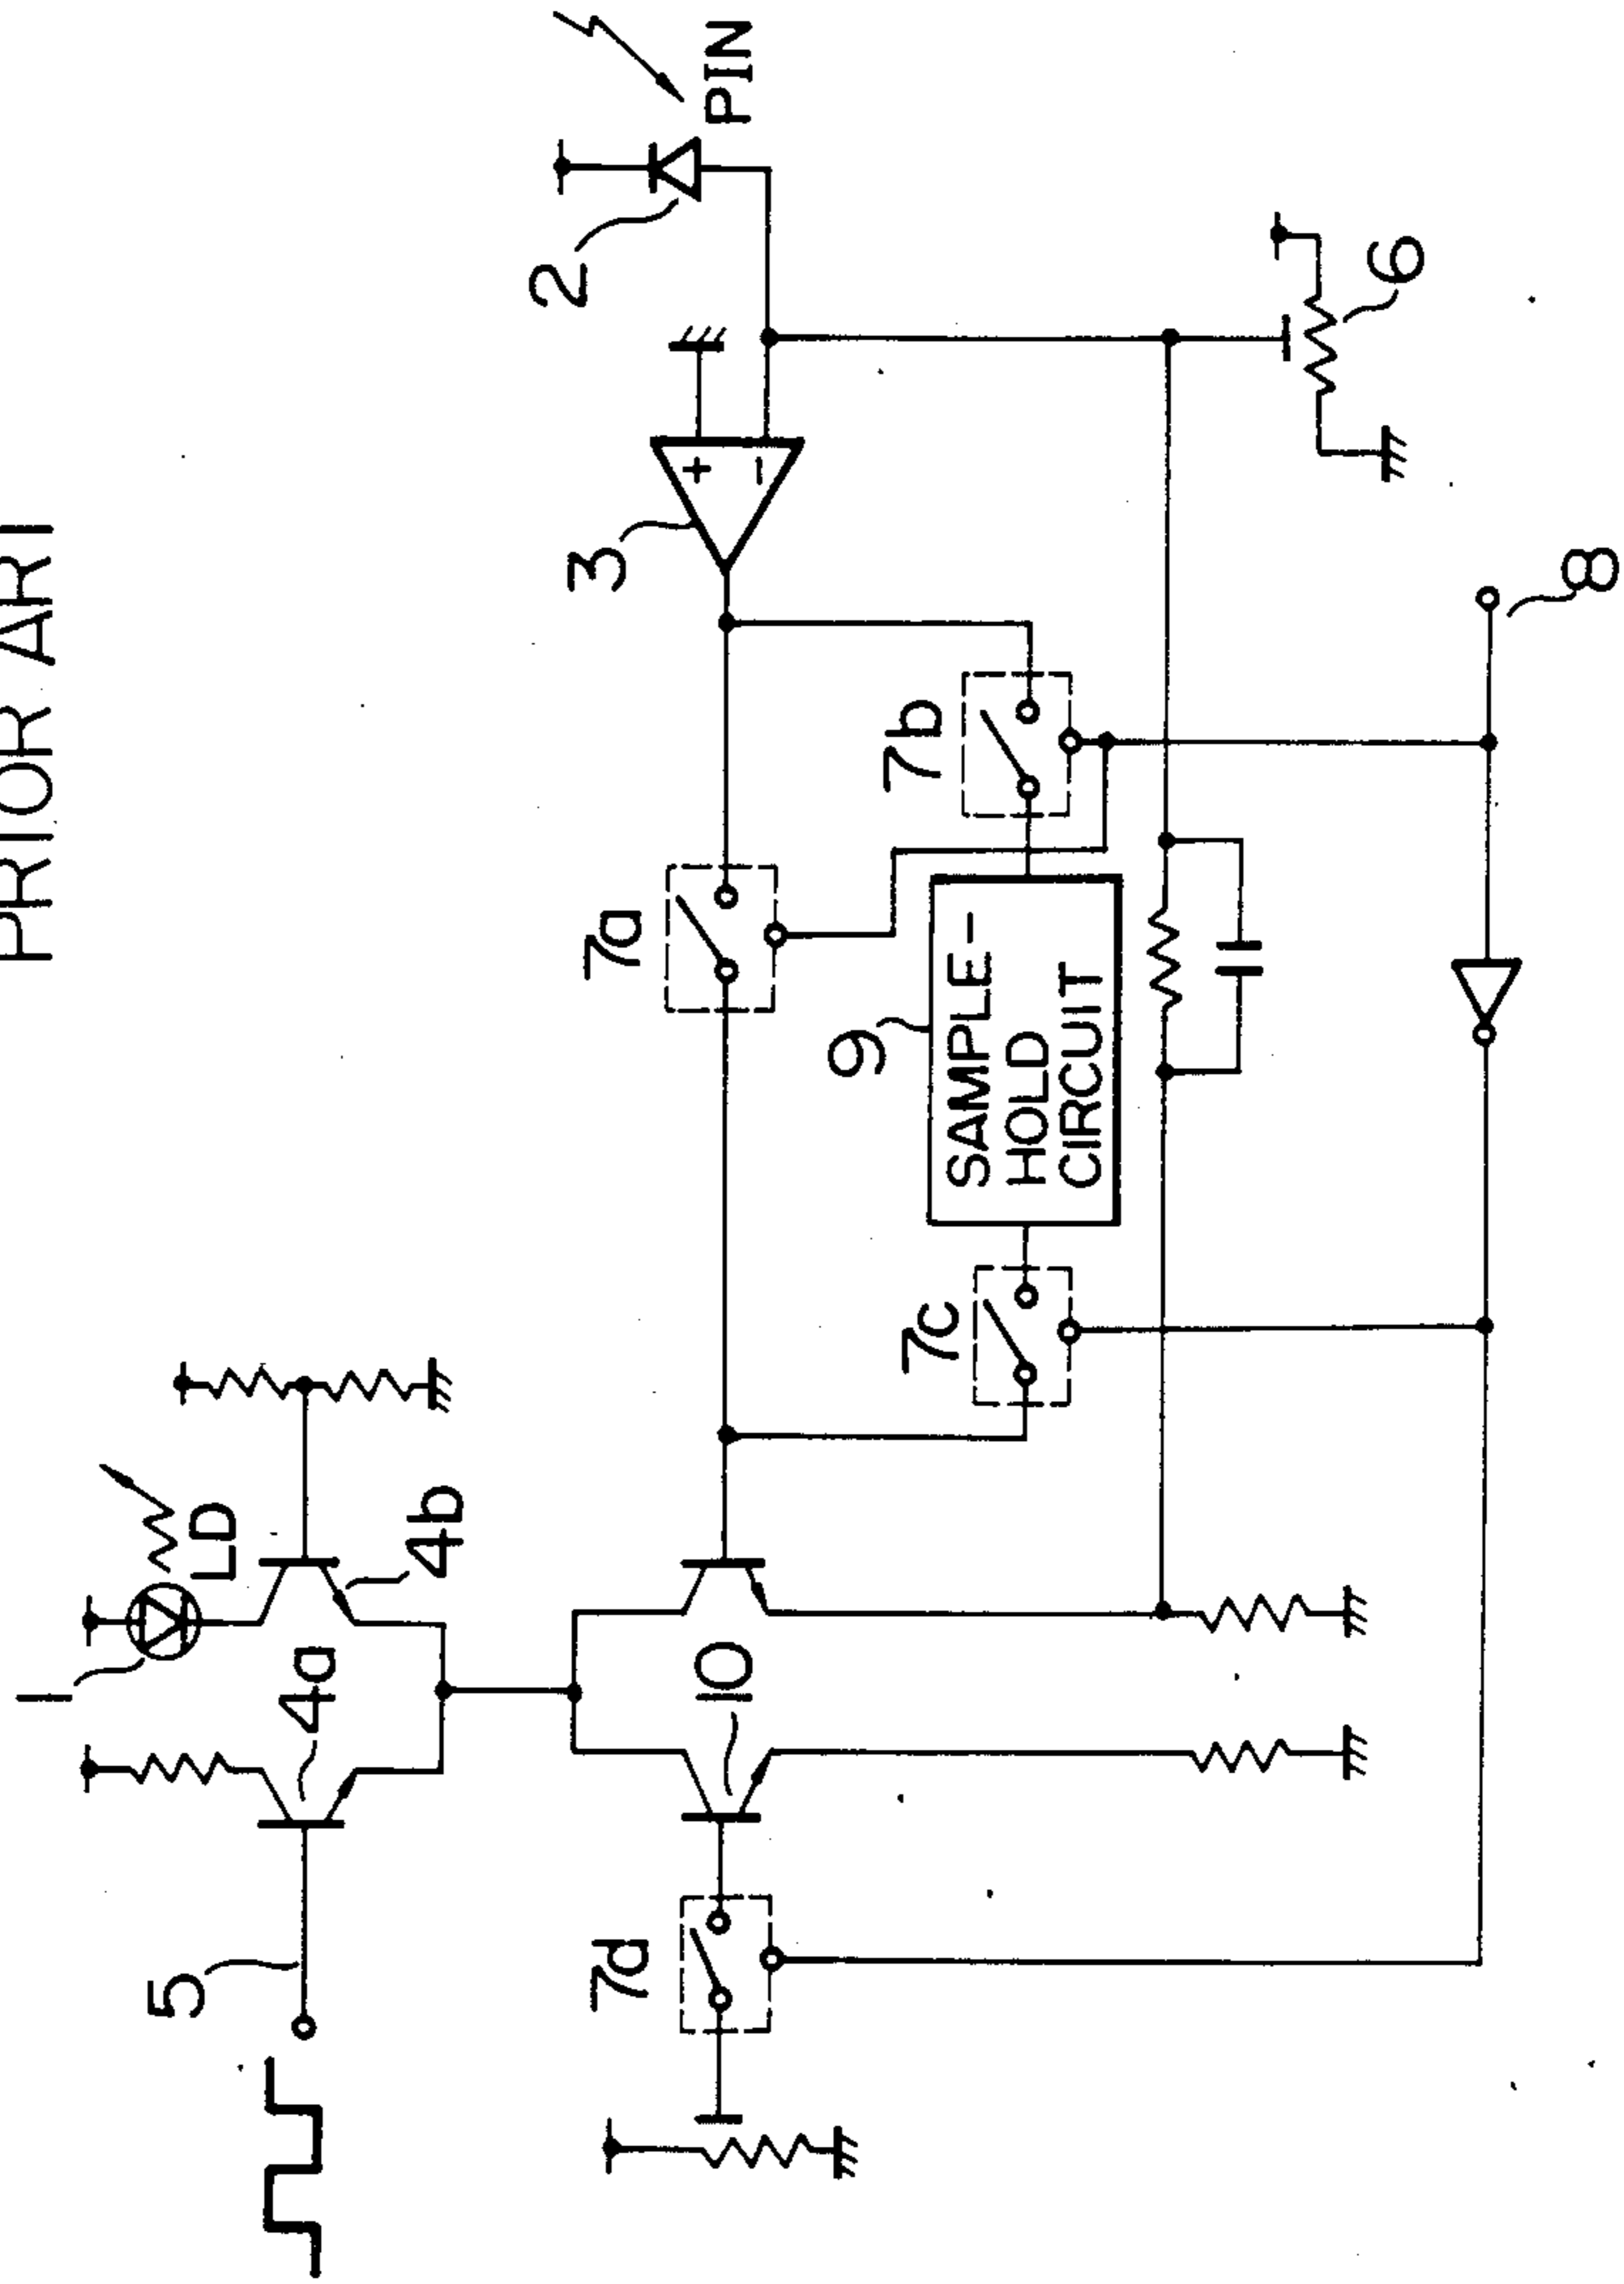 PRIOR ART
1
LD
4a
4b
5
2
PIN
3
7a
7b
7c
7d
9
SAMPLE-
HOLD
CIRCUIT
10
6
8